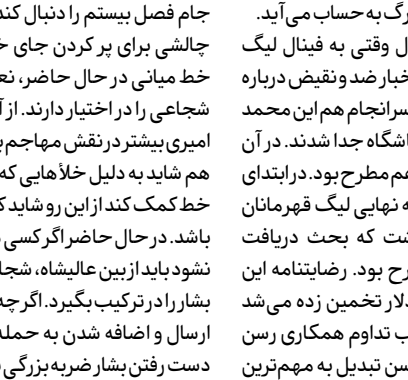 رگ به حساب می‌آید.
ل وقتی به فینال لیگ
خبار ضد و نقیض درباره
سرانجام هم این محمد
اشگاه جدا شدند. در آن
هم مطرح بود. در ابتدای
ه نهایی لیگ قهرمانان
شت که بحث دریافت
رح بود. رضایتنامه این
دلار تخمین زده می‌شد
ب تداوم همکاری رسن
سن تبدیل به مهم‌ترین
جام فصل بیستم را دنبال کند
چالشی برای پر کردن جای خ
خط میانی در حال حاضر، نع
شجاعی را در اختیار دارند. از آ
امیری بیشتر در نقش مهاجم ب
هم شاید به دلیل خلأهایی که
خط کمک کند از این رو شاید ک
باشد. در حال حاضر اگر کسی
نشود باید از بین عالیشاه، شجا
بشار را در ترکیب بگیرد. اگرچه
ارسال و اضافه شدن به حمله
دست رفتن بشار ضربه بزرگی